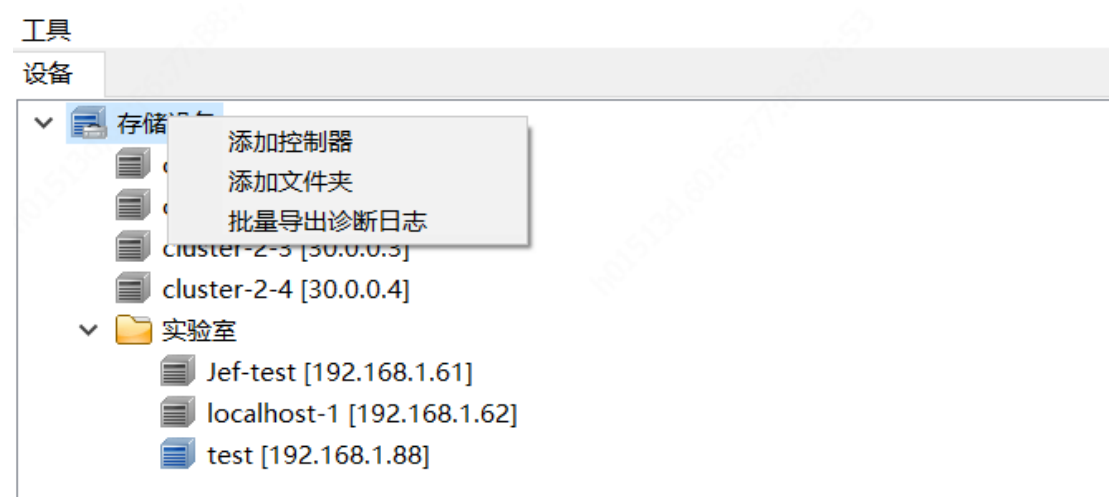 工具
设备
存储设备
添加控制器
添加文件夹
批量导出诊断日志
cluster-2-3 [30.0.0.3]
cluster-2-4 [30.0.0.4]
实验室
Jef-test [192.168.1.61]
localhost-1 [192.168.1.62]
test [192.168.1.88]